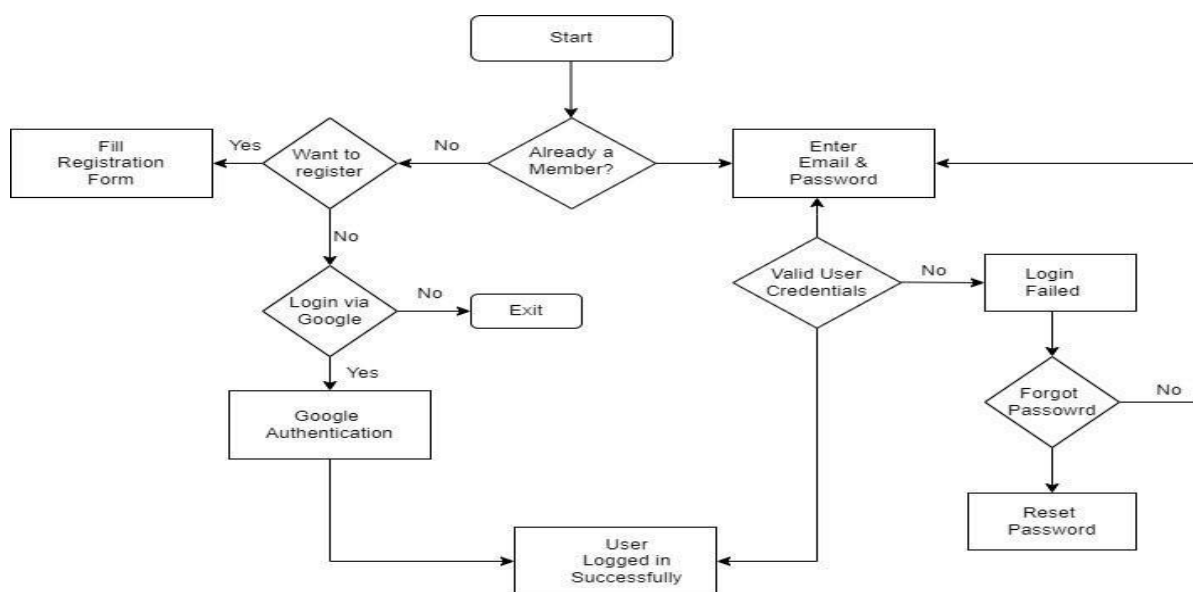 Start
Fill
Registration
Form
Yes
Want to
register
No
Already a
Member?
Enter
Email &
Password
No
Valid User
Credentials
No
Login
Failed
Login via
Google
No
Exit
Yes
Forgot
Passowrd
No
Google
Authentication
Reset
Password
User
Logged in
Successfully